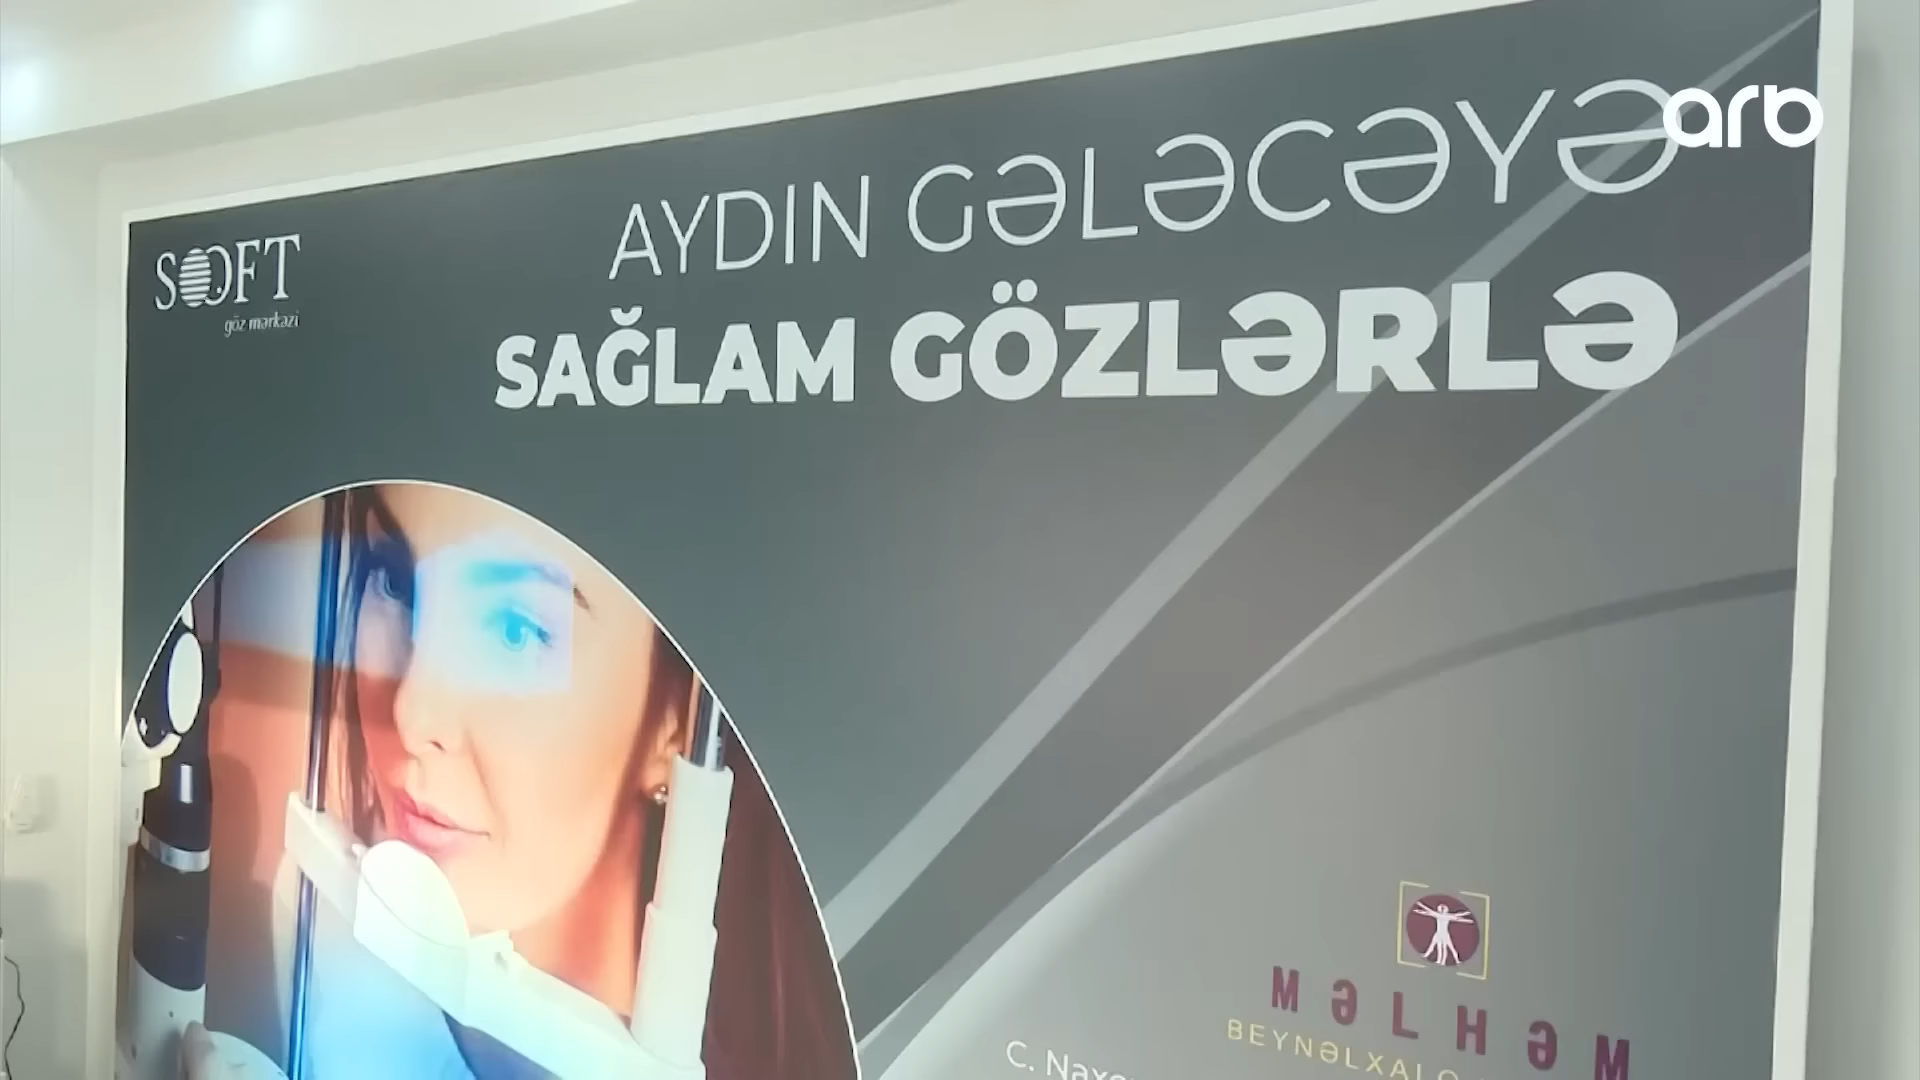 arb
AYDIN GƏLƏCƏYƏ
SOOFT
göz mərkəzi
SAĞLAM GÖZLƏRLƏ
MƏLHƏM
C.